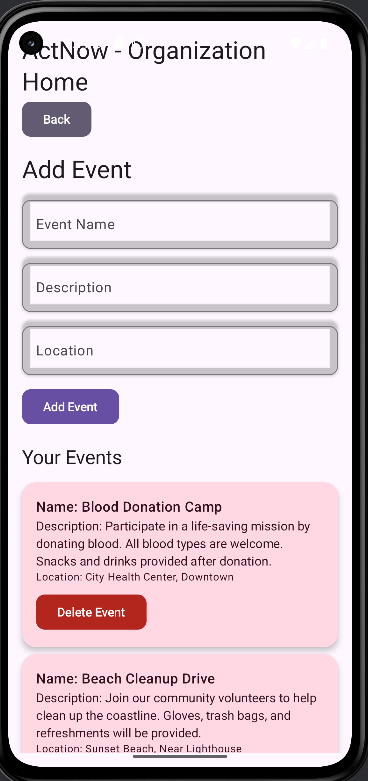 ActNow - Organization
Home
Back
Add Event
Event Name
Description
Location
Add Event
Your Events
Name: Blood Donation Camp
Description: Participate in a life-saving mission by
donating blood. All blood types are welcome.
Snacks and drinks provided after donation.
Location: City Health Center, Downtown
Delete Event
Name: Beach Cleanup Drive
Description: Join our community volunteers to help
clean up the coastline. Gloves, trash bags, and
refreshments will be provided.
Location: Sunset Beach, Near Lighthouse